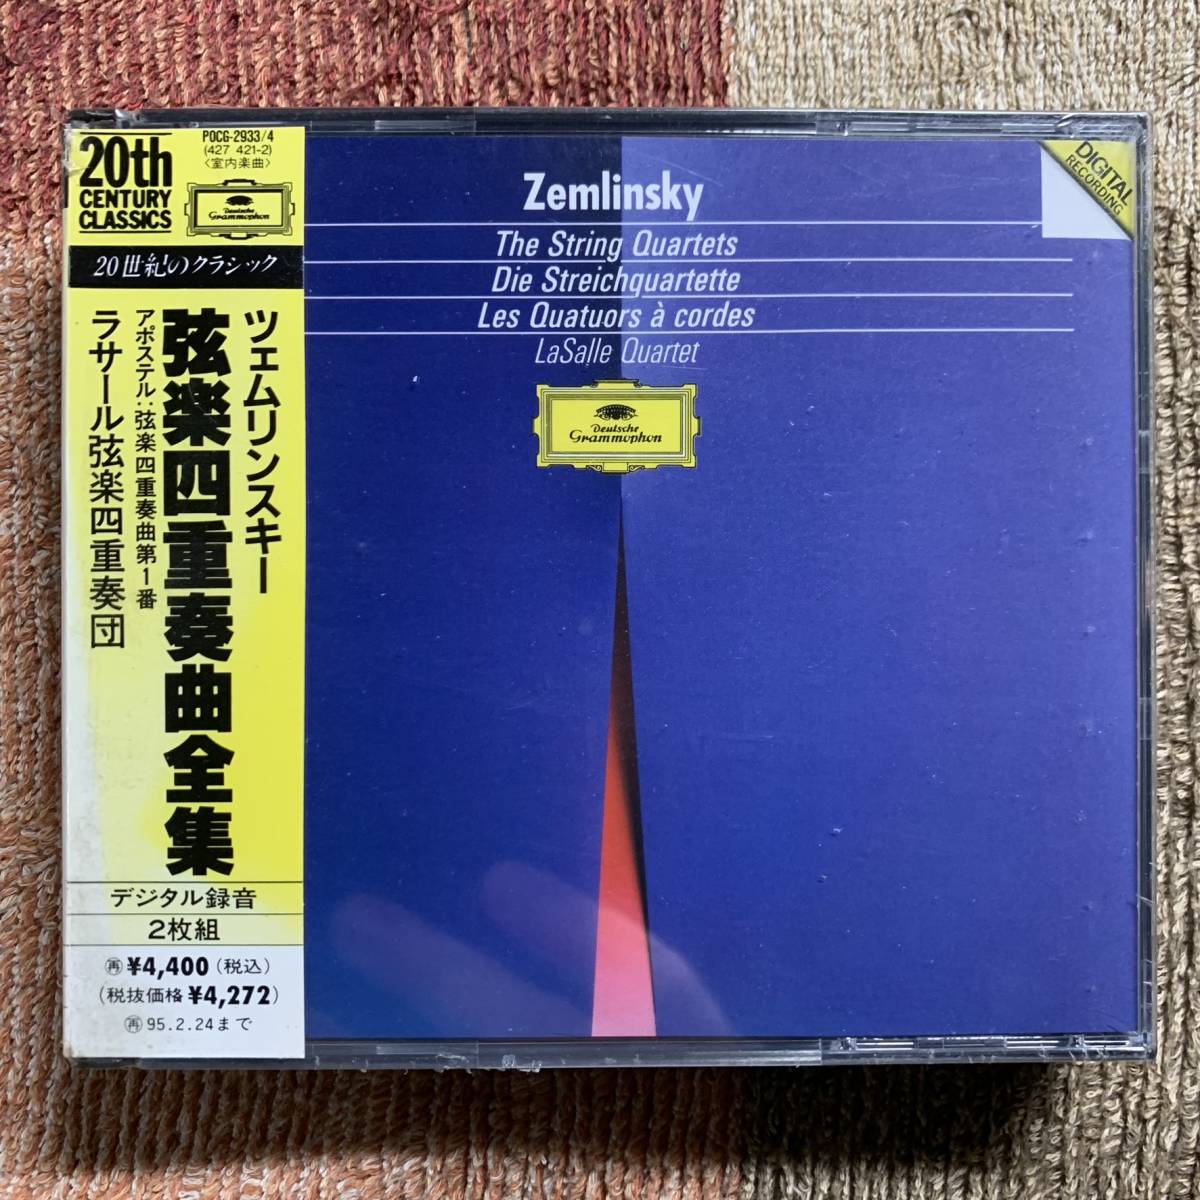 20th
CENTURY
CLASSICS
POCG-2933/4
(427 421-2)
〈室内楽曲〉
Deutsche
Grammophon
20世紀のクラシック
ツェムリンスキー
弦楽四重奏曲全集
アポステル:弦楽四重奏曲第1番
ラサール弦楽四重奏団
デジタル録音
2枚組
再 ¥4,400(税込)
(税抜価格 ¥4,272)
再 95.2.24まで
Zemlinsky
The String Quartets
Die Streichquartette
Les Quatuors à cordes
LaSalle Quartet
Deutsche
Grammophon
DIGITAL
RECORDING